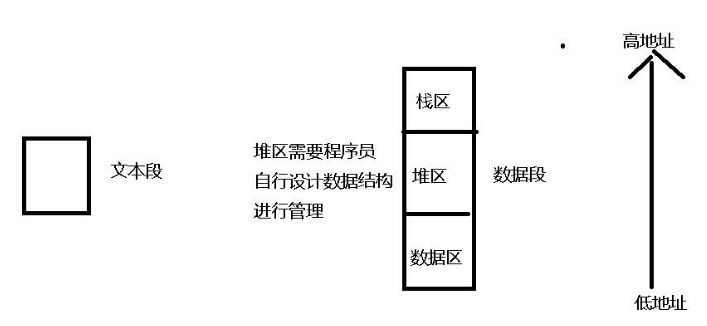 高地址
栈区
文本段
堆区需要程序员
自行设计数据结构
进行管理
堆区
数据段
数据区
低地址